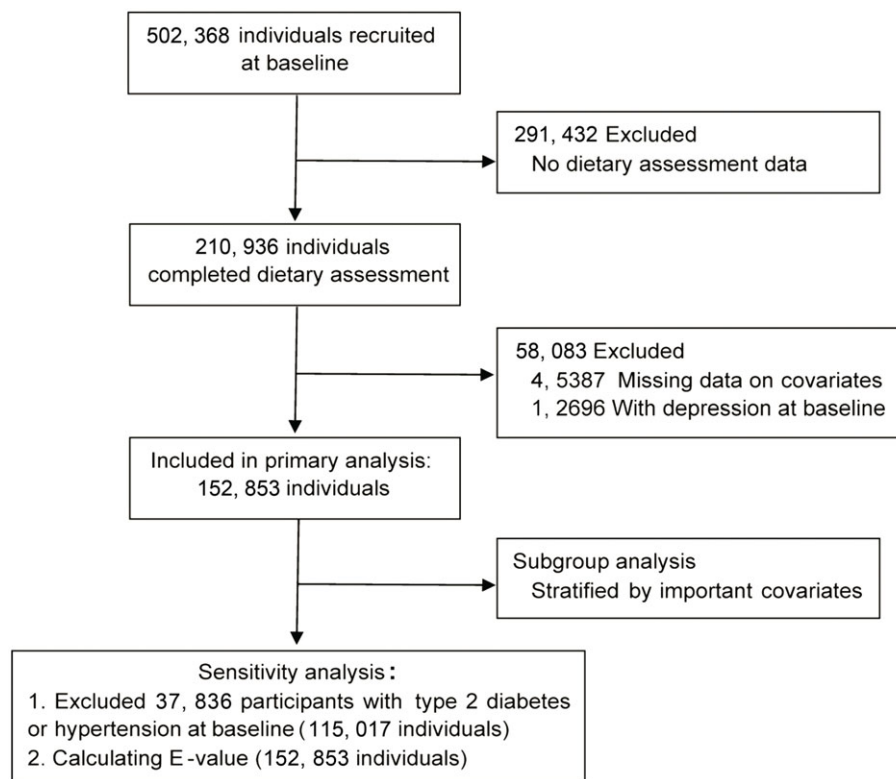 502, 368 individuals recruited
at baseline
291, 432 Excluded
No dietary assessment data
210, 936 individuals
completed dietary assessment
58, 083 Excluded
4, 5387 Missing data on covariates
1, 2696 With depression at baseline
Included in primary analysis:
152, 853 individuals
Subgroup analysis
Stratified by important covariates
Sensitivity analysis:
1. Excluded 37, 836 participants with type 2 diabetes
or hypertension at baseline (115, 017 individuals)
2. Calculating E-value (152, 853 individuals)